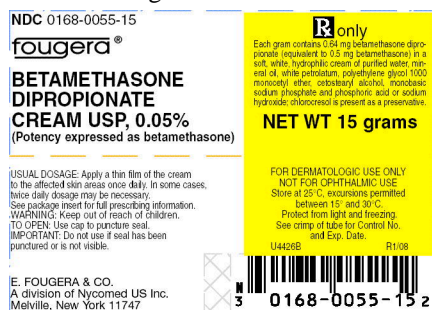 NDC 0168-0055-15
fougera®
BETAMETHASONE
DIPROPIONATE
CREAM USP, 0.05%
(Potency expressed as betamethasone)
USUAL DOSAGE: Apply a thin film of the cream
to the affected skin areas once daily. In some cases,
twice daily dosage may be necessary.
See package insert for full prescribing information.
WARNING: Keep out of reach of children.
TO OPEN: Use cap to puncture seal.
IMPORTANT: Do not use if seal has been
punctured or is not visible.
E. FOUGERA & CO.
A division of Nycomed US Inc.
Melville, New York 11747
Rx only
Each gram contains 0.64 mg betamethasone dipro-
pionate (equivalent to 0.5 mg betamethasone) in a
soft, white, hydrophilic cream of purified water, min-
eral oil, white petrolatum, polyethylene glycol 1000
monocetyl ether, cetostearyl alcohol, monobasic
sodium phosphate and phosphoric acid or sodium
hydroxide; chlorocresol is present as a preservative.
NET WT 15 grams
FOR DERMATOLOGIC USE ONLY
NOT FOR OPHTHALMIC USE
Store at 25°C, excursions permitted
between 15° and 30°C.
Protect from light and freezing.
See crimp of tube for Control No.
and Exp. Date.
U4426B R1/08
N
3 0168-0055-15 2